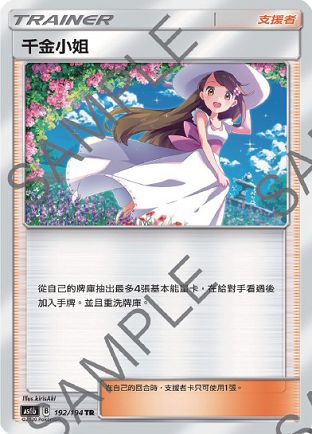 TRAINER
支援者
千金小姐
SAMPLE
SAMPLE
SAMPLE
從自己的牌庫抽出最多4張基本能量卡，在給對手看過後
加入手牌。並且重洗牌庫。
Illus.kirisAki
在自己的回合時，支援者卡只可使用1張。
B
192/194 TR